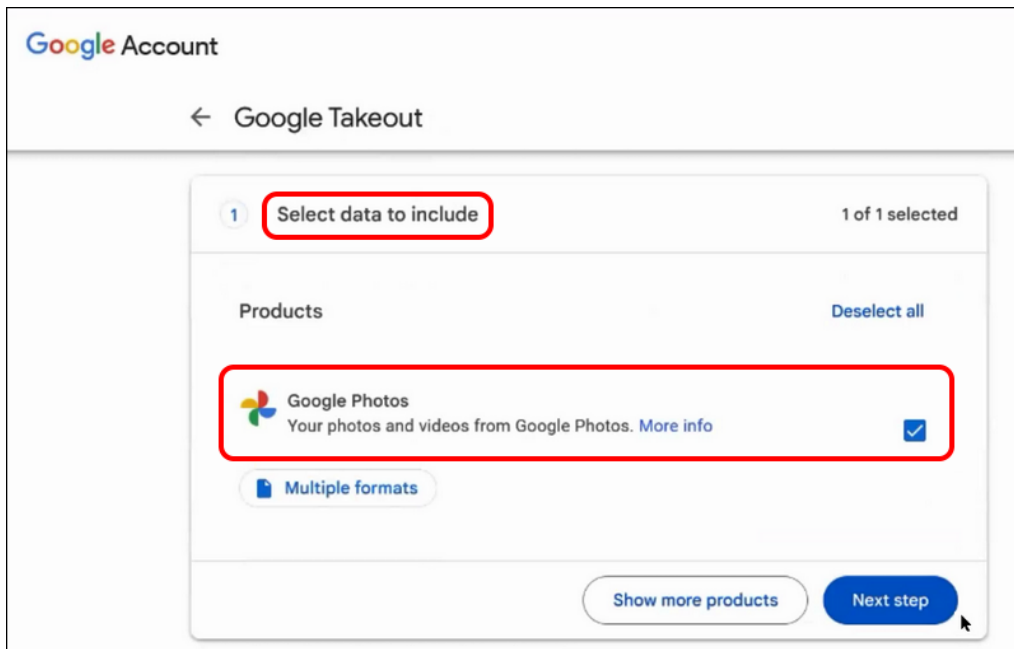 Google Account
Google Takeout
1 Select data to include 1 of 1 selected
Products Deselect all
Google Photos
Your photos and videos from Google Photos. More info
Multiple formats
Show more products Next step